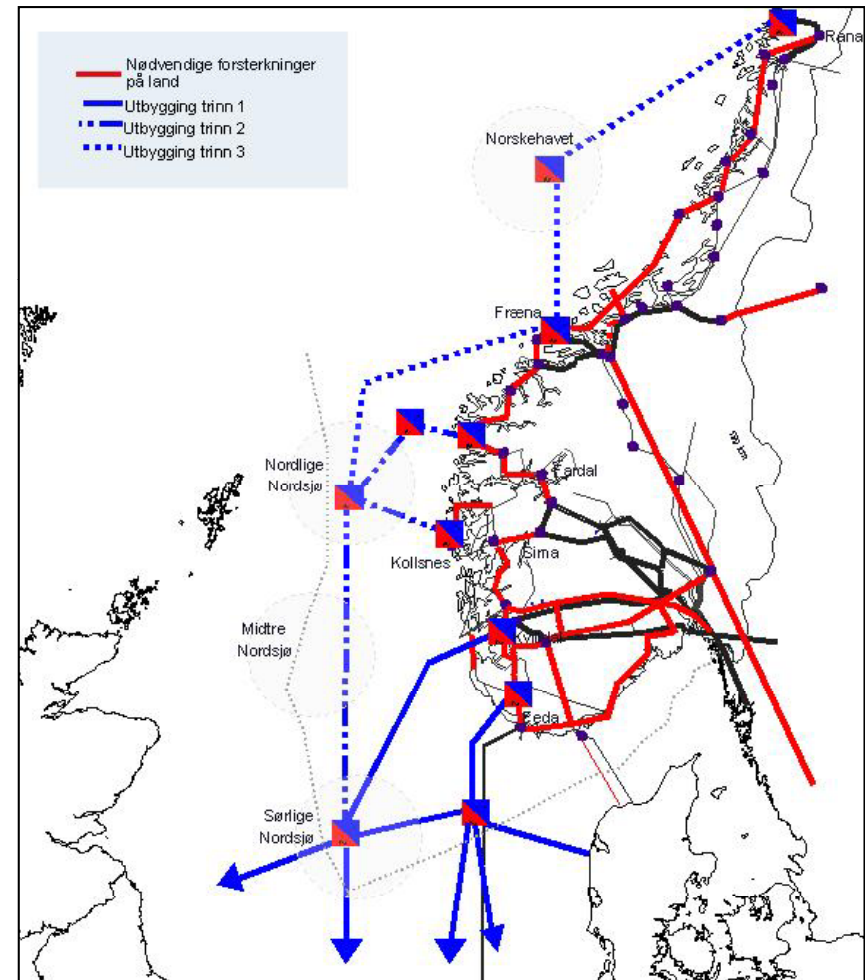 Nødvendige forsterkninger
på land
Utbygging trinn 1
Utbygging trinn 2
Utbygging trinn 3
Rana
Norskehavet
Fræna
Nordlige
Nordsjø
Fardal
Kollsnes
Sima
Midtre
Nordsjø
Feda
Sørlige
Nordsjø